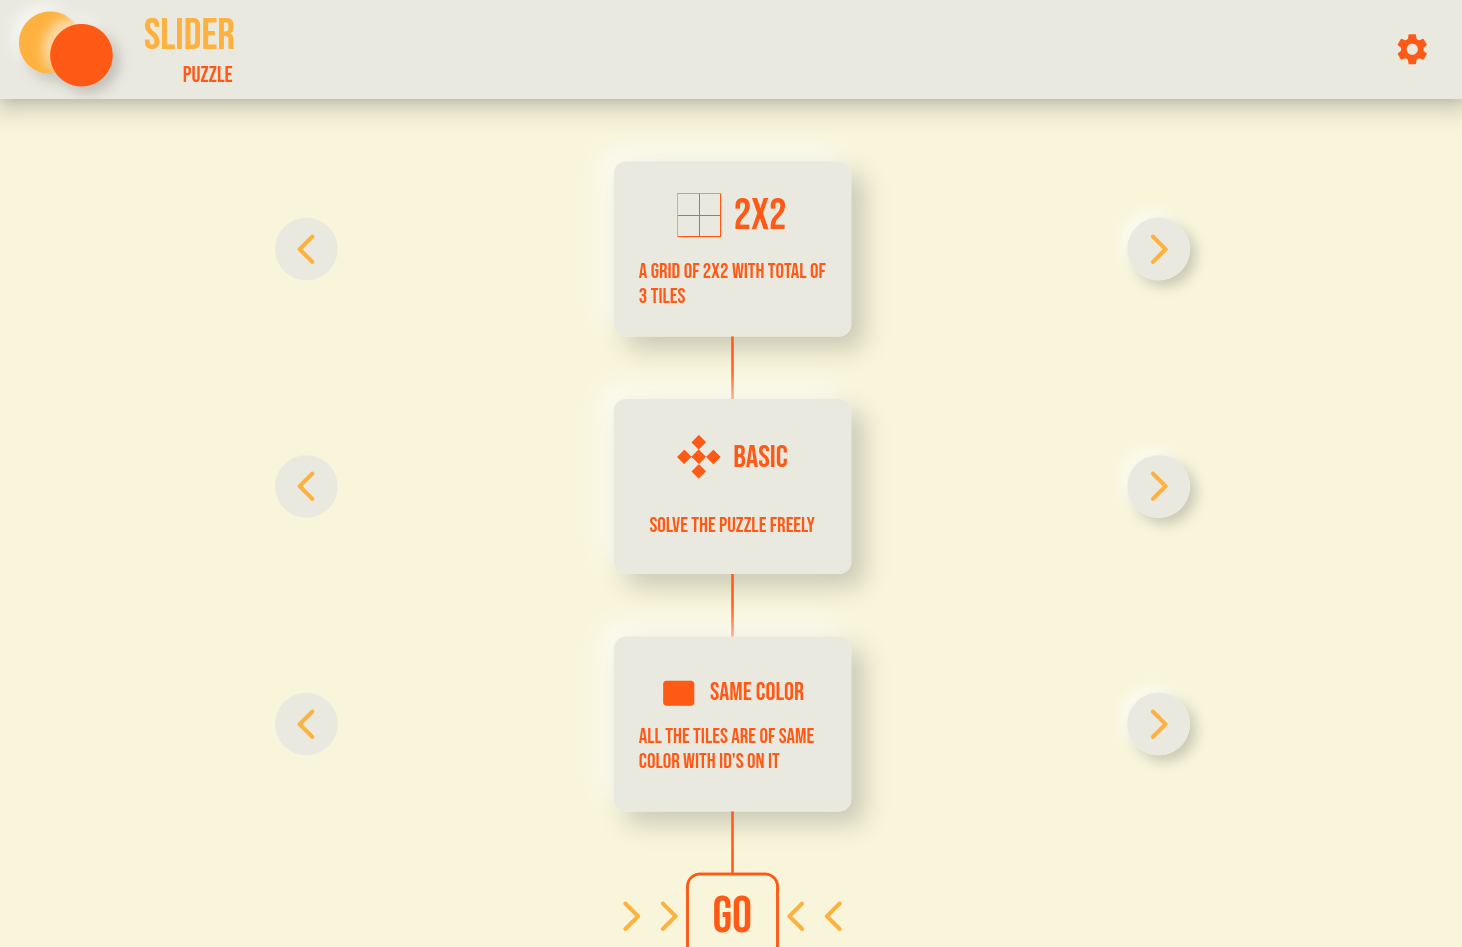 SLIDER
PUZZLE
2X2
A GRID OF 2X2 WITH TOTAL OF
3 TILES
BASIC
SOLVE THE PUZZLE FREELY
SAME COLOR
ALL THE TILES ARE OF SAME
COLOR WITH ID'S ON IT
GO